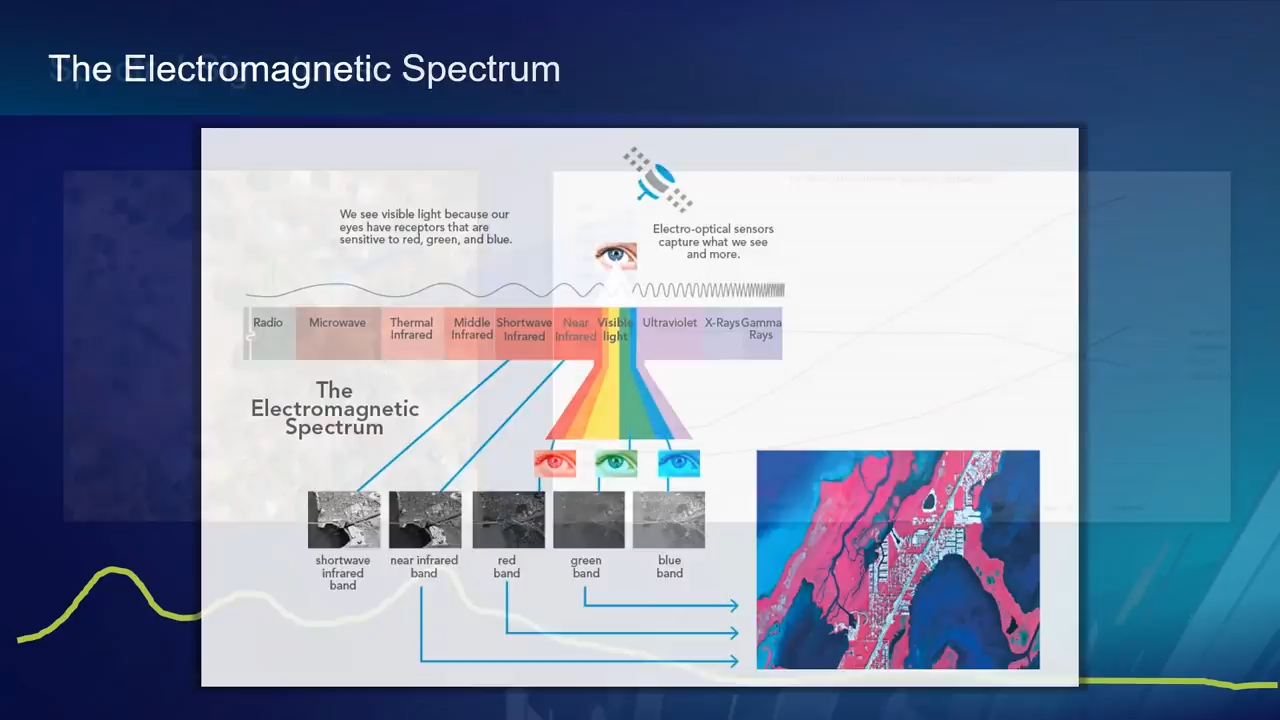 The Electromagnetic Spectrum
We see visible light because our
eyes have receptors that are
sensitive to red, green, and blue.
Electro-optical sensors
capture what we see
and more.
Radio
Microwave
Thermal
Infrared
Middle
Infrared
Shortwave
Infrared
Near
Infrared
Visible
light
Ultraviolet
X-Rays
Gamma
Rays
The
Electromagnetic
Spectrum
shortwave
infrared
band
near infrared
band
red
band
green
band
blue
band